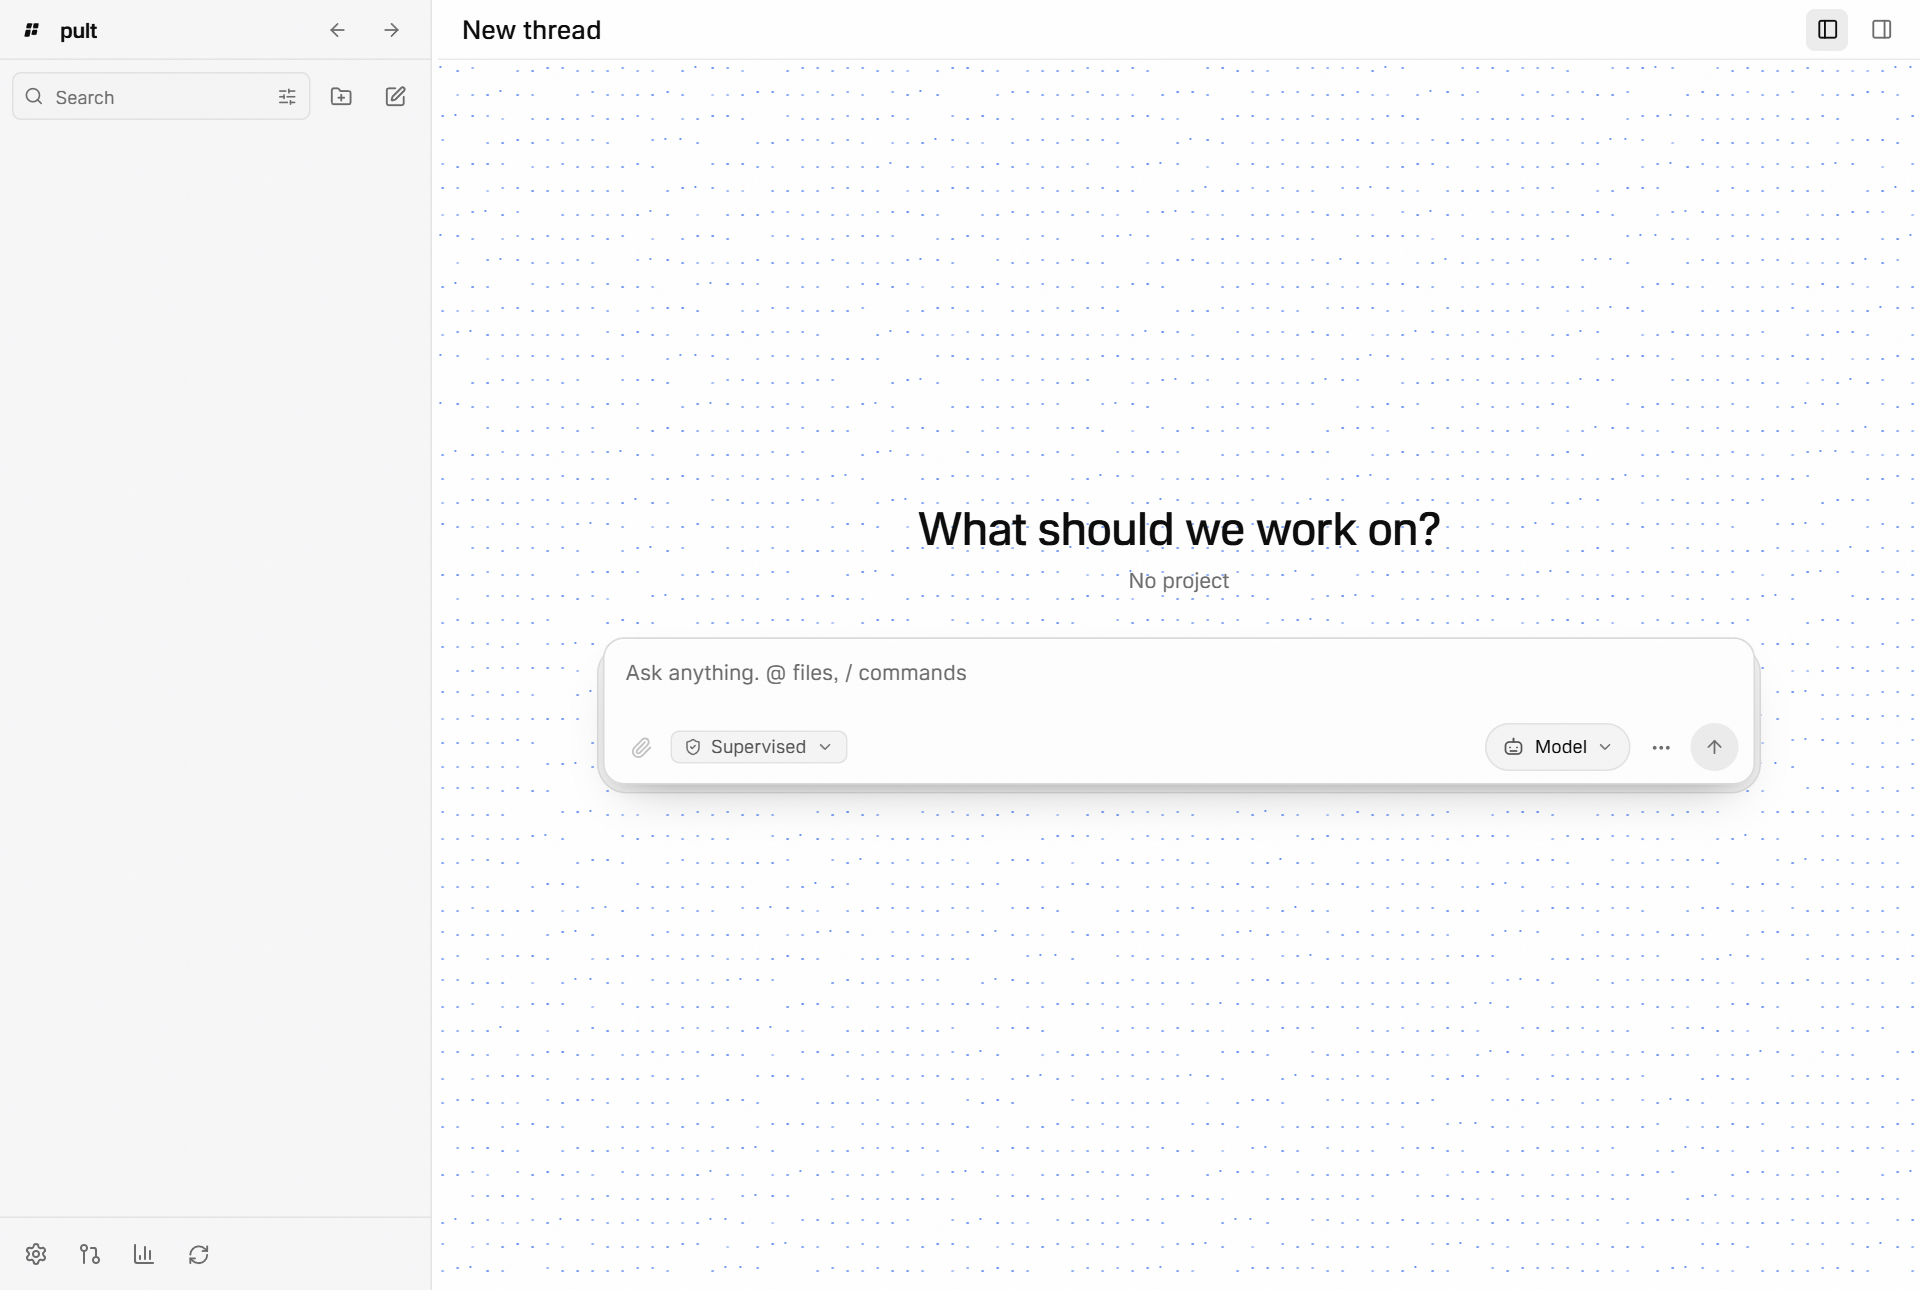 pult
New thread
Search
What should we work on?
No project
Ask anything. @ files, / commands
Supervised
Model